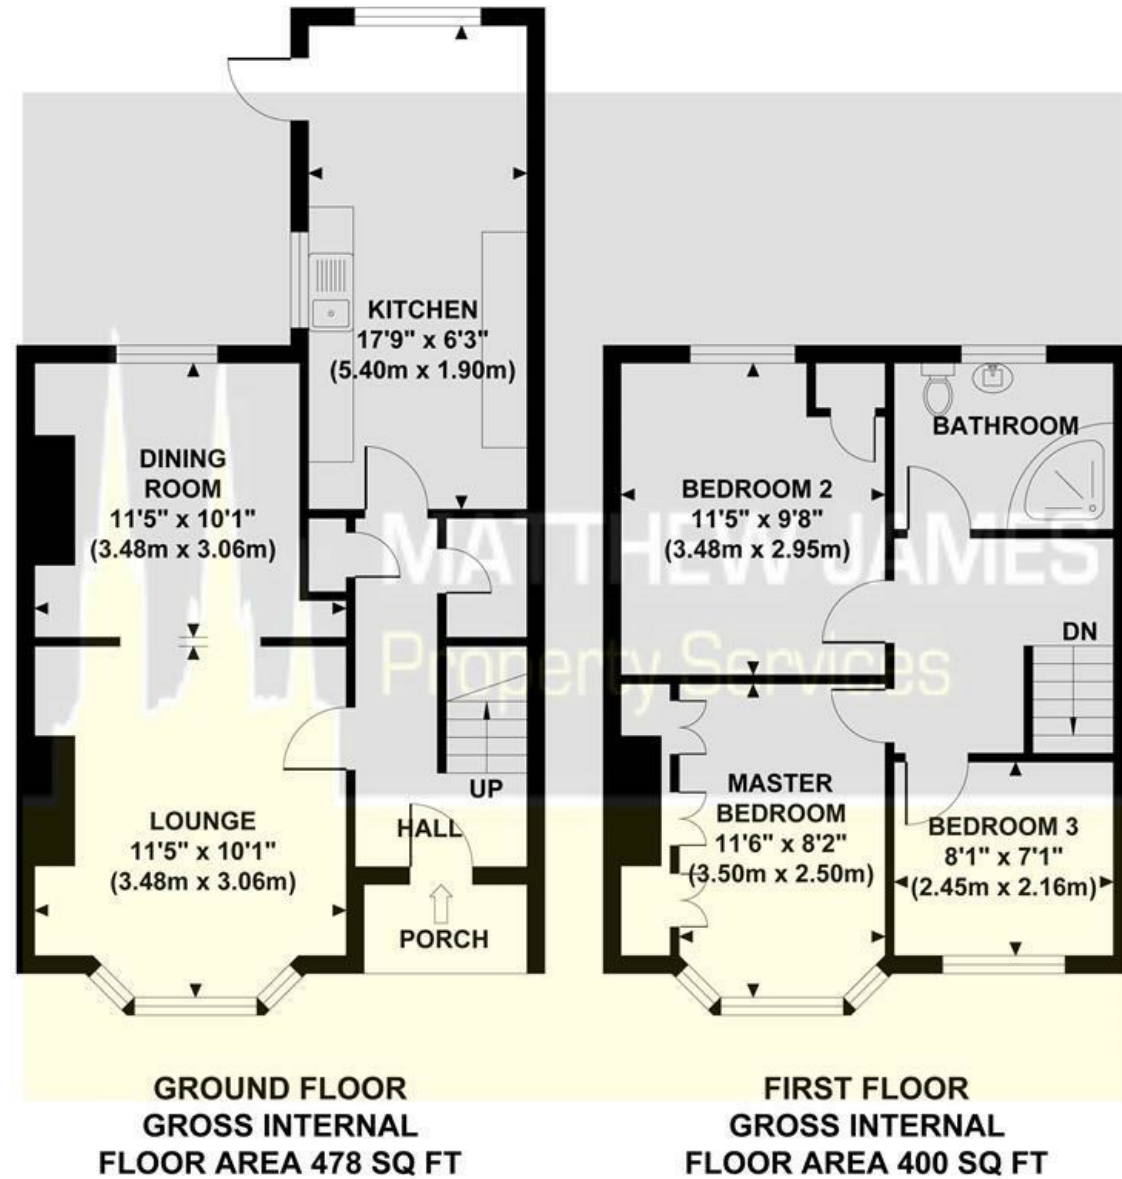 KITCHEN
17'9" x 6'3"
(5.40m x 1.90m)
DINING
ROOM
11'5" x 10'1"
(3.48m x 3.06m)
LOUNGE
11'5" x 10'1"
(3.48m x 3.06m)
UP
HALL
PORCH
GROUND FLOOR
GROSS INTERNAL
FLOOR AREA 478 SQ FT
BATHROOM
BEDROOM 2
11'5" x 9'8"
(3.48m x 2.95m)
DN
MASTER
BEDROOM
11'6" x 8'2"
(3.50m x 2.50m)
BEDROOM 3
8'1" x 7'1"
(2.45m x 2.16m)
FIRST FLOOR
GROSS INTERNAL
FLOOR AREA 400 SQ FT
MATTHEW JAMES
Property Services